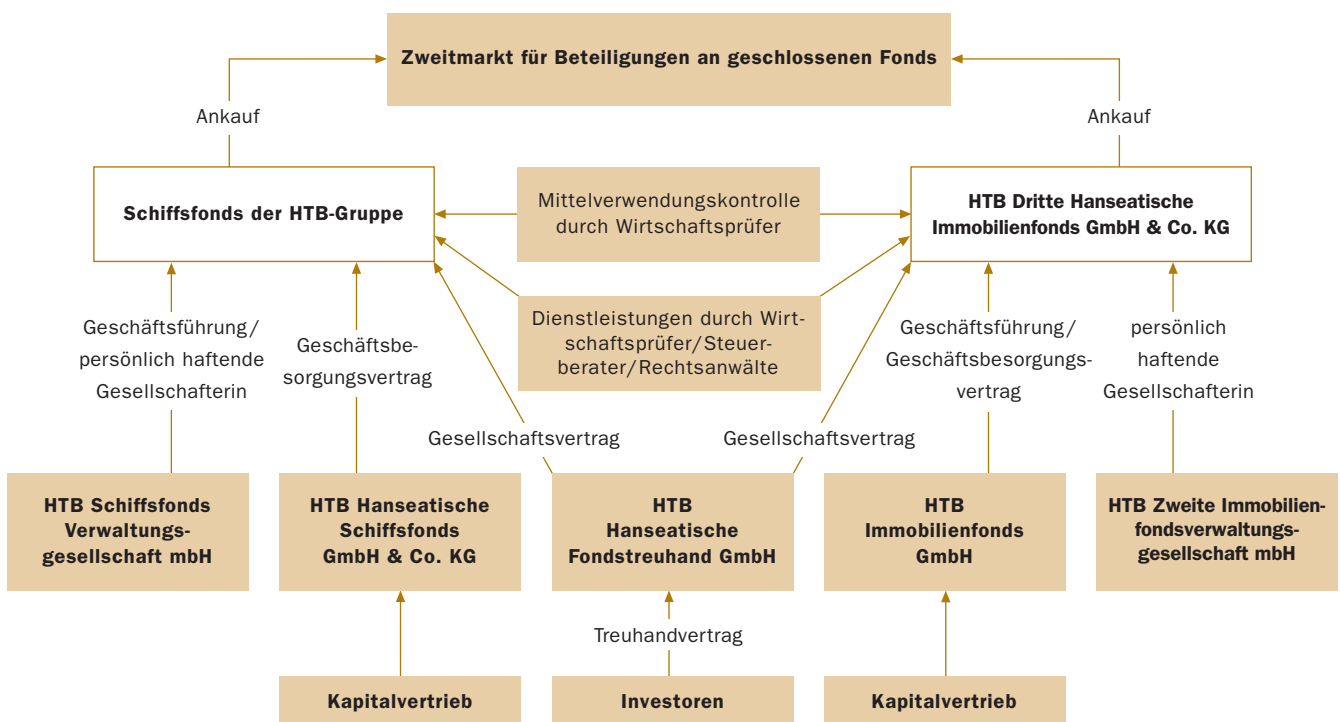 Zweitmarkt für Beteiligungen an geschlossenen Fonds
Ankauf
Ankauf
Schiffsfonds der HTB-Gruppe
Mittelverwendungskontrolle
durch Wirtschaftsprüfer
HTB Dritte Hanseatische
Immobilienfonds GmbH & Co. KG
Geschäftsführung/
persönlich haftende
Gesellschafterin
Geschäftsbe-
sorgungsvertrag
Dienstleistungen durch Wirt-
schaftsprüfer/Steuer-
berater/Rechtsanwälte
Geschäftsführung/
Geschäftsbesorgungs-
vertrag
persönlich
haftende
Gesellschafterin
Gesellschaftsvertrag
Gesellschaftsvertrag
HTB Schiffsfonds
Verwaltungs-
gesellschaft mbH
HTB Hanseatische
Schiffsfonds
GmbH & Co. KG
HTB
Hanseatische
Fondstreuhand GmbH
HTB
Immobilienfonds
GmbH
HTB Zweite Immobilien-
fondsverwaltungs-
gesellschaft mbH
Treuhandvertrag
Kapitalvertrieb
Investoren
Kapitalvertrieb